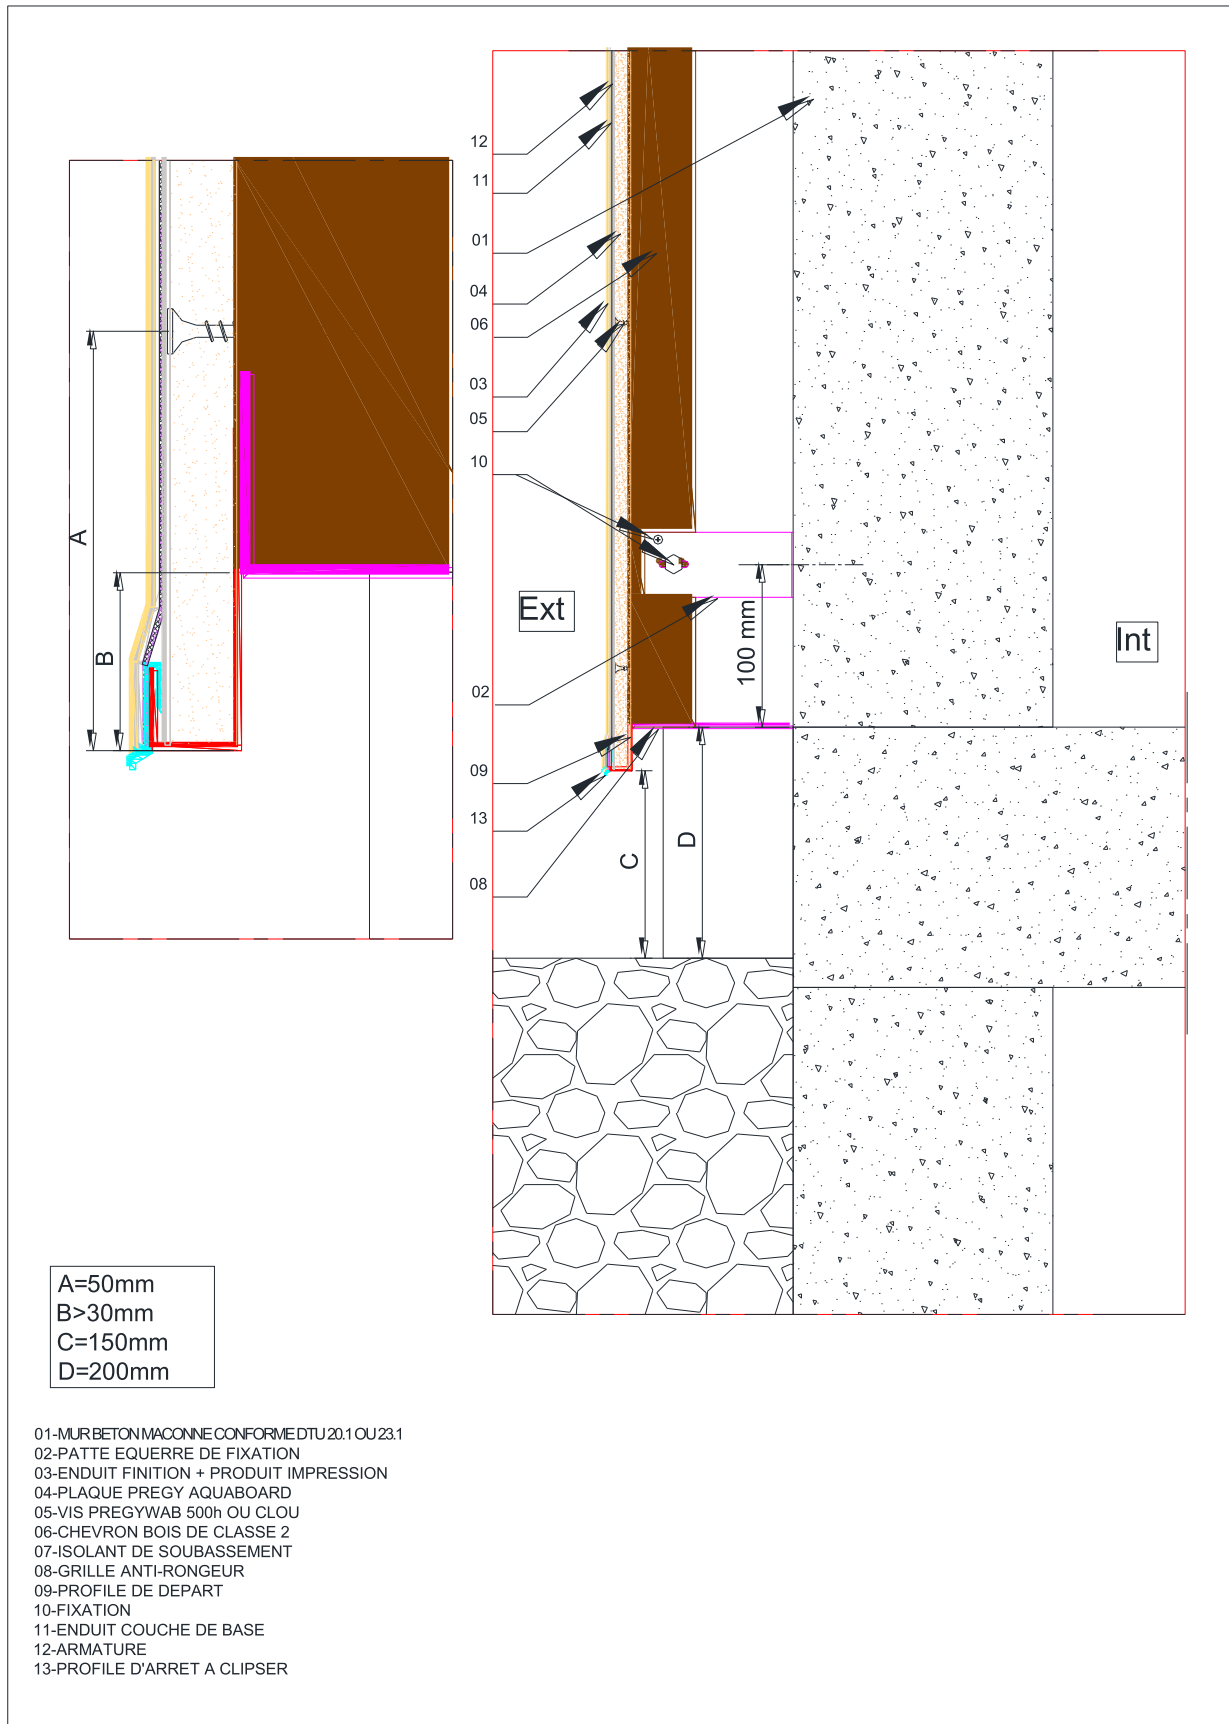 12
11
01
04
06
03
05
10
A
B
Ext
100 mm
Int
02
09
13
08
C
D
A=50mm
B>30mm
C=150mm
D=200mm
01-MUR BETON MACONNE CONFORME DTU 20.1 OU 23.1
02-PATTE EQUERRE DE FIXATION
03-ENDUIT FINITION + PRODUIT IMPRESSION
04-PLAQUE PREGY AQUABOARD
05-VIS PREGYWAB 500h OU CLOU
06-CHEVRON BOIS DE CLASSE 2
07-ISOLANT DE SOUBASSEMENT
08-GRILLE ANTI-RONGEUR
09-PROFILE DE DEPART
10-FIXATION
11-ENDUIT COUCHE DE BASE
12-ARMATURE
13-PROFILE D'ARRET A CLIPSER